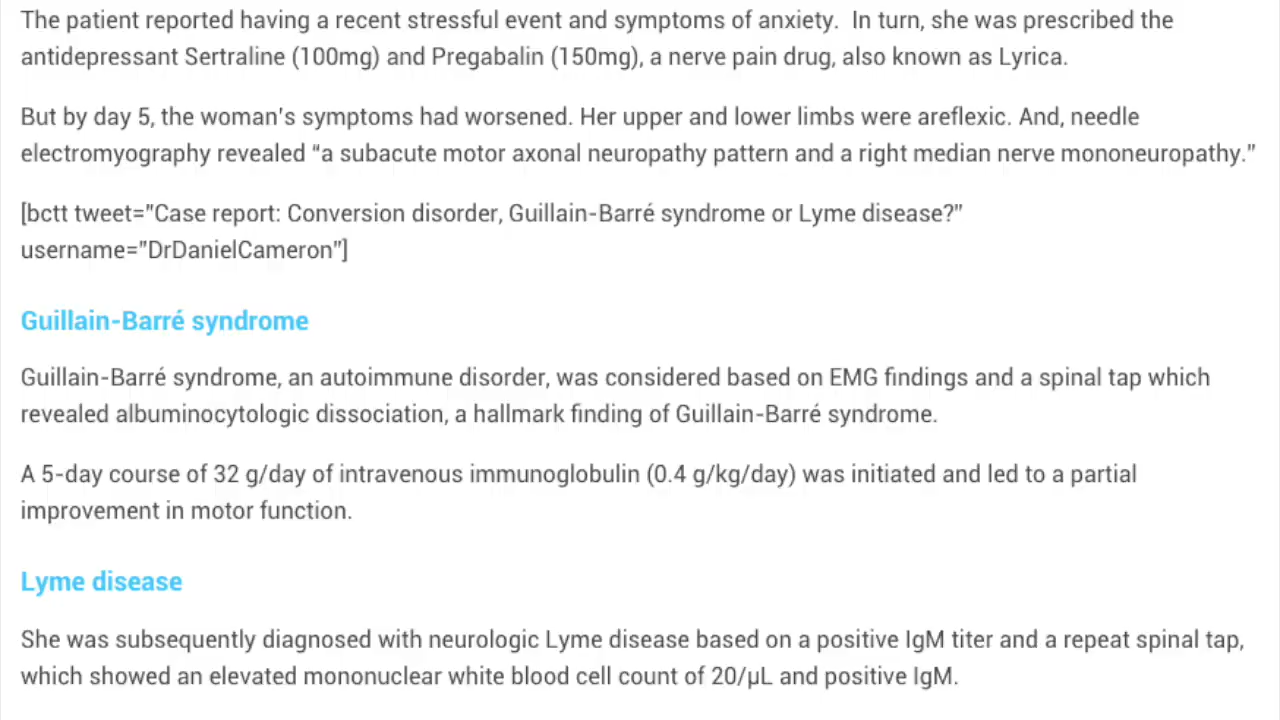 The patient reported having a recent stressful event and symptoms of anxiety.  In turn, she was prescribed the
antidepressant Sertraline (100mg) and Pregabalin (150mg), a nerve pain drug, also known as Lyrica.
But by day 5, the woman's symptoms had worsened. Her upper and lower limbs were areflexic. And, needle
electromyography revealed “a subacute motor axonal neuropathy pattern and a right median nerve mononeuropathy.”
[bctt tweet=”Case report: Conversion disorder, Guillain-Barré syndrome or Lyme disease?”
username=”DrDanielCameron”]
Guillain-Barré syndrome
Guillain-Barré syndrome, an autoimmune disorder, was considered based on EMG findings and a spinal tap which
revealed albuminocytologic dissociation, a hallmark finding of Guillain-Barré syndrome.
A 5-day course of 32 g/day of intravenous immunoglobulin (0.4 g/kg/day) was initiated and led to a partial
improvement in motor function.
Lyme disease
She was subsequently diagnosed with neurologic Lyme disease based on a positive IgM titer and a repeat spinal tap,
which showed an elevated mononuclear white blood cell count of 20/μL and positive IgM.